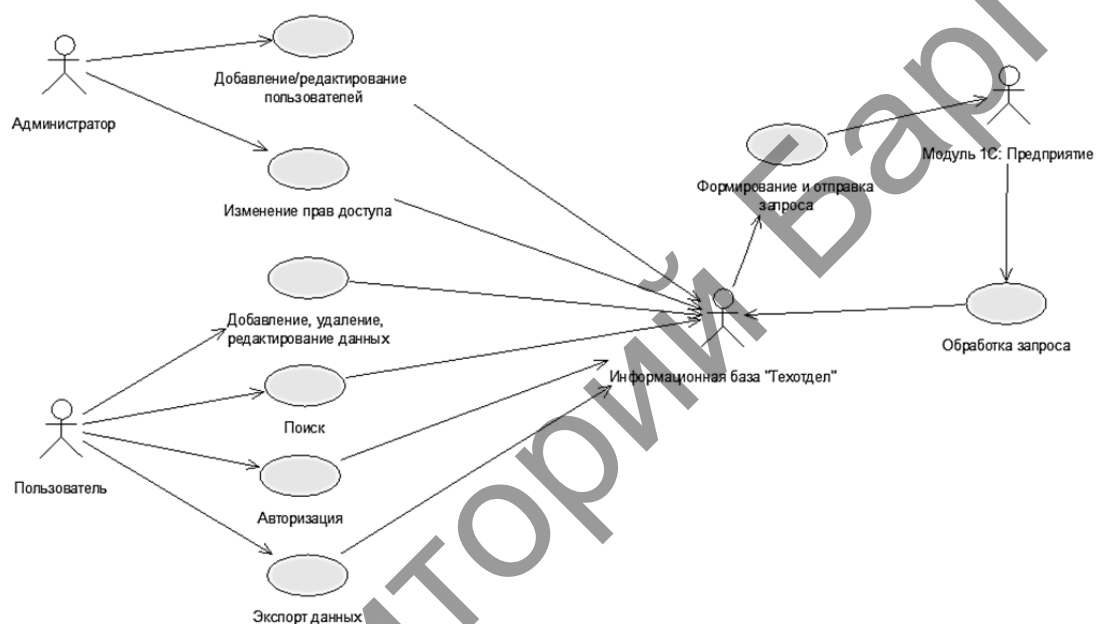 Администратор
Добавление/редактирование
пользователей
Изменение прав доступа
Добавление, удаление,
редактирование данных
Поиск
Пользователь
Авторизация
Экспорт данных
Формирование и отправка
запроса
Модуль 1С: Предприятие
Обработка запроса
Информационная база "Техотдел"